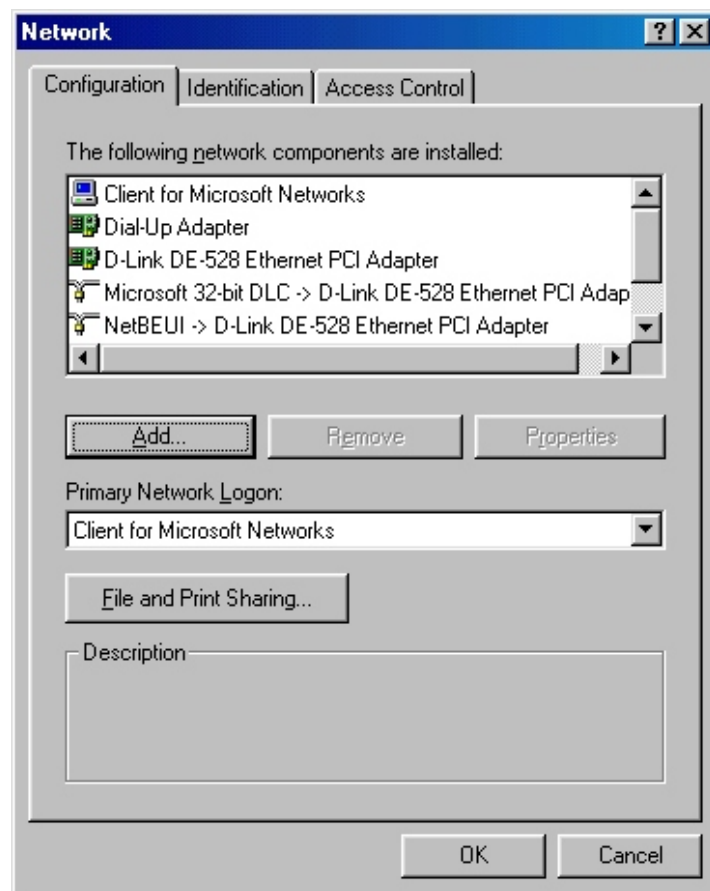 Network
Configuration Identification Access Control
The following network components are installed:
Client for Microsoft Networks
Dial-Up Adapter
D-Link DE-528 Ethernet PCI Adapter
Microsoft 32-bit DLC -> D-Link DE-528 Ethernet PCI Adap
NetBEUI -> D-Link DE-528 Ethernet PCI Adapter
Add... Remove Properties
Primary Network Logon:
Client for Microsoft Networks
File and Print Sharing...
Description
OK Cancel